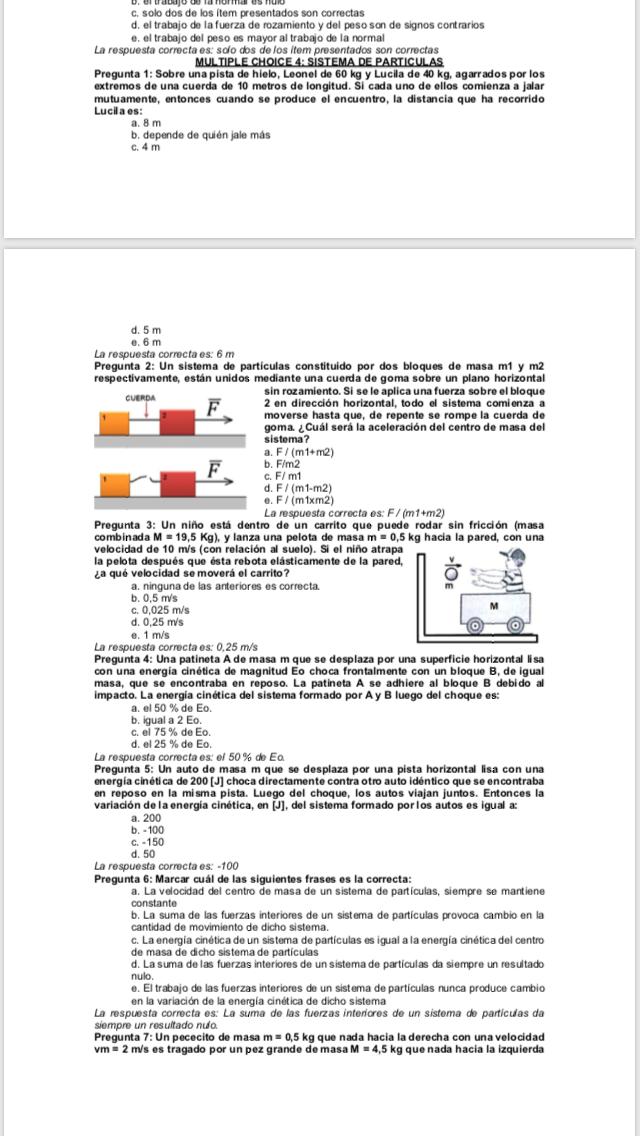 b. el trabajo de la normal es nulo
c. solo dos de los ítem presentados son correctas
d. el trabajo de la fuerza de rozamiento y del peso son de signos contrarios
e. el trabajo del peso es mayor al trabajo de la normal
La respuesta correcta es: solo dos de los ítem presentados son correctas
MULTIPLE CHOICE 4: SISTEMA DE PARTICULAS
Pregunta 1: Sobre una pista de hielo, Leonel de 60 kg y Lucila de 40 kg, agarrados por los
extremos de una cuerda de 10 metros de longitud. Si cada uno de ellos comienza a jalar
mutuamente, entonces cuando se produce el encuentro, la distancia que ha recorrido
Lucila es:
a. 8 m
b. depende de quién jale más
c. 4 m
d. 5 m
e. 6 m
La respuesta correcta es: 6 m
Pregunta 2: Un sistema de partículas constituido por dos bloques de masa m1 y m2
respectivamente, están unidos mediante una cuerda de goma sobre un plano horizontal
sin rozamiento. Si se le aplica una fuerza sobre el bloque
2 en dirección horizontal, todo el sistema comienza a
moverse hasta que, de repente se rompe la cuerda de
goma. ¿Cuál será la aceleración del centro de masa del
sistema?
CUERDA
1
2
F
1
2
F
a. F / (m1+m2)
b. F/m2
c. F/ m1
d. F / (m1-m2)
e. F / (m1xm2)
La respuesta correcta es: F / (m1+m2)
Pregunta 3: Un niño está dentro de un carrito que puede rodar sin fricción (masa
combinada M = 19,5 Kg), y lanza una pelota de masa m = 0,5 kg hacia la pared, con una
velocidad de 10 m/s (con relación al suelo). Si el niño atrapa
la pelota después que ésta rebota elásticamente de la pared,
¿a qué velocidad se moverá el carrito?
v
m
M
a. ninguna de las anteriores es correcta.
b. 0,5 m/s
c. 0,025 m/s
d. 0,25 m/s
e. 1 m/s
La respuesta correcta es: 0,25 m/s
Pregunta 4: Una patineta A de masa m que se desplaza por una superficie horizontal lisa
con una energía cinética de magnitud Eo choca frontalmente con un bloque B, de igual
masa, que se encontraba en reposo. La patineta A se adhiere al bloque B debido al
impacto. La energía cinética del sistema formado por A y B luego del choque es:
a. el 50 % de Eo.
b. igual a 2 Eo.
c. el 75 % de Eo.
d. el 25 % de Eo.
La respuesta correcta es: el 50 % de Eo.
Pregunta 5: Un auto de masa m que se desplaza por una pista horizontal lisa con una
energía cinética de 200 [J] choca directamente contra otro auto idéntico que se encontraba
en reposo en la misma pista. Luego del choque, los autos viajan juntos. Entonces la
variación de la energía cinética, en [J], del sistema formado por los autos es igual a:
a. 200
b. -100
c. -150
d. 50
La respuesta correcta es: -100
Pregunta 6: Marcar cuál de las siguientes frases es la correcta:
a. La velocidad del centro de masa de un sistema de partículas, siempre se mantiene
constante
b. La suma de las fuerzas interiores de un sistema de partículas provoca cambio en la
cantidad de movimiento de dicho sistema.
c. La energía cinética de un sistema de partículas es igual a la energía cinética del centro
de masa de dicho sistema de partículas
d. La suma de las fuerzas interiores de un sistema de partículas da siempre un resultado
nulo.
e. El trabajo de las fuerzas interiores de un sistema de partículas nunca produce cambio
en la variación de la energía cinética de dicho sistema
La respuesta correcta es: La suma de las fuerzas interiores de un sistema de partículas da
siempre un resultado nulo.
Pregunta 7: Un pececito de masa m = 0,5 kg que nada hacia la derecha con una velocidad
vm = 2 m/s es tragado por un pez grande de masa M = 4,5 kg que nada hacia la izquierda